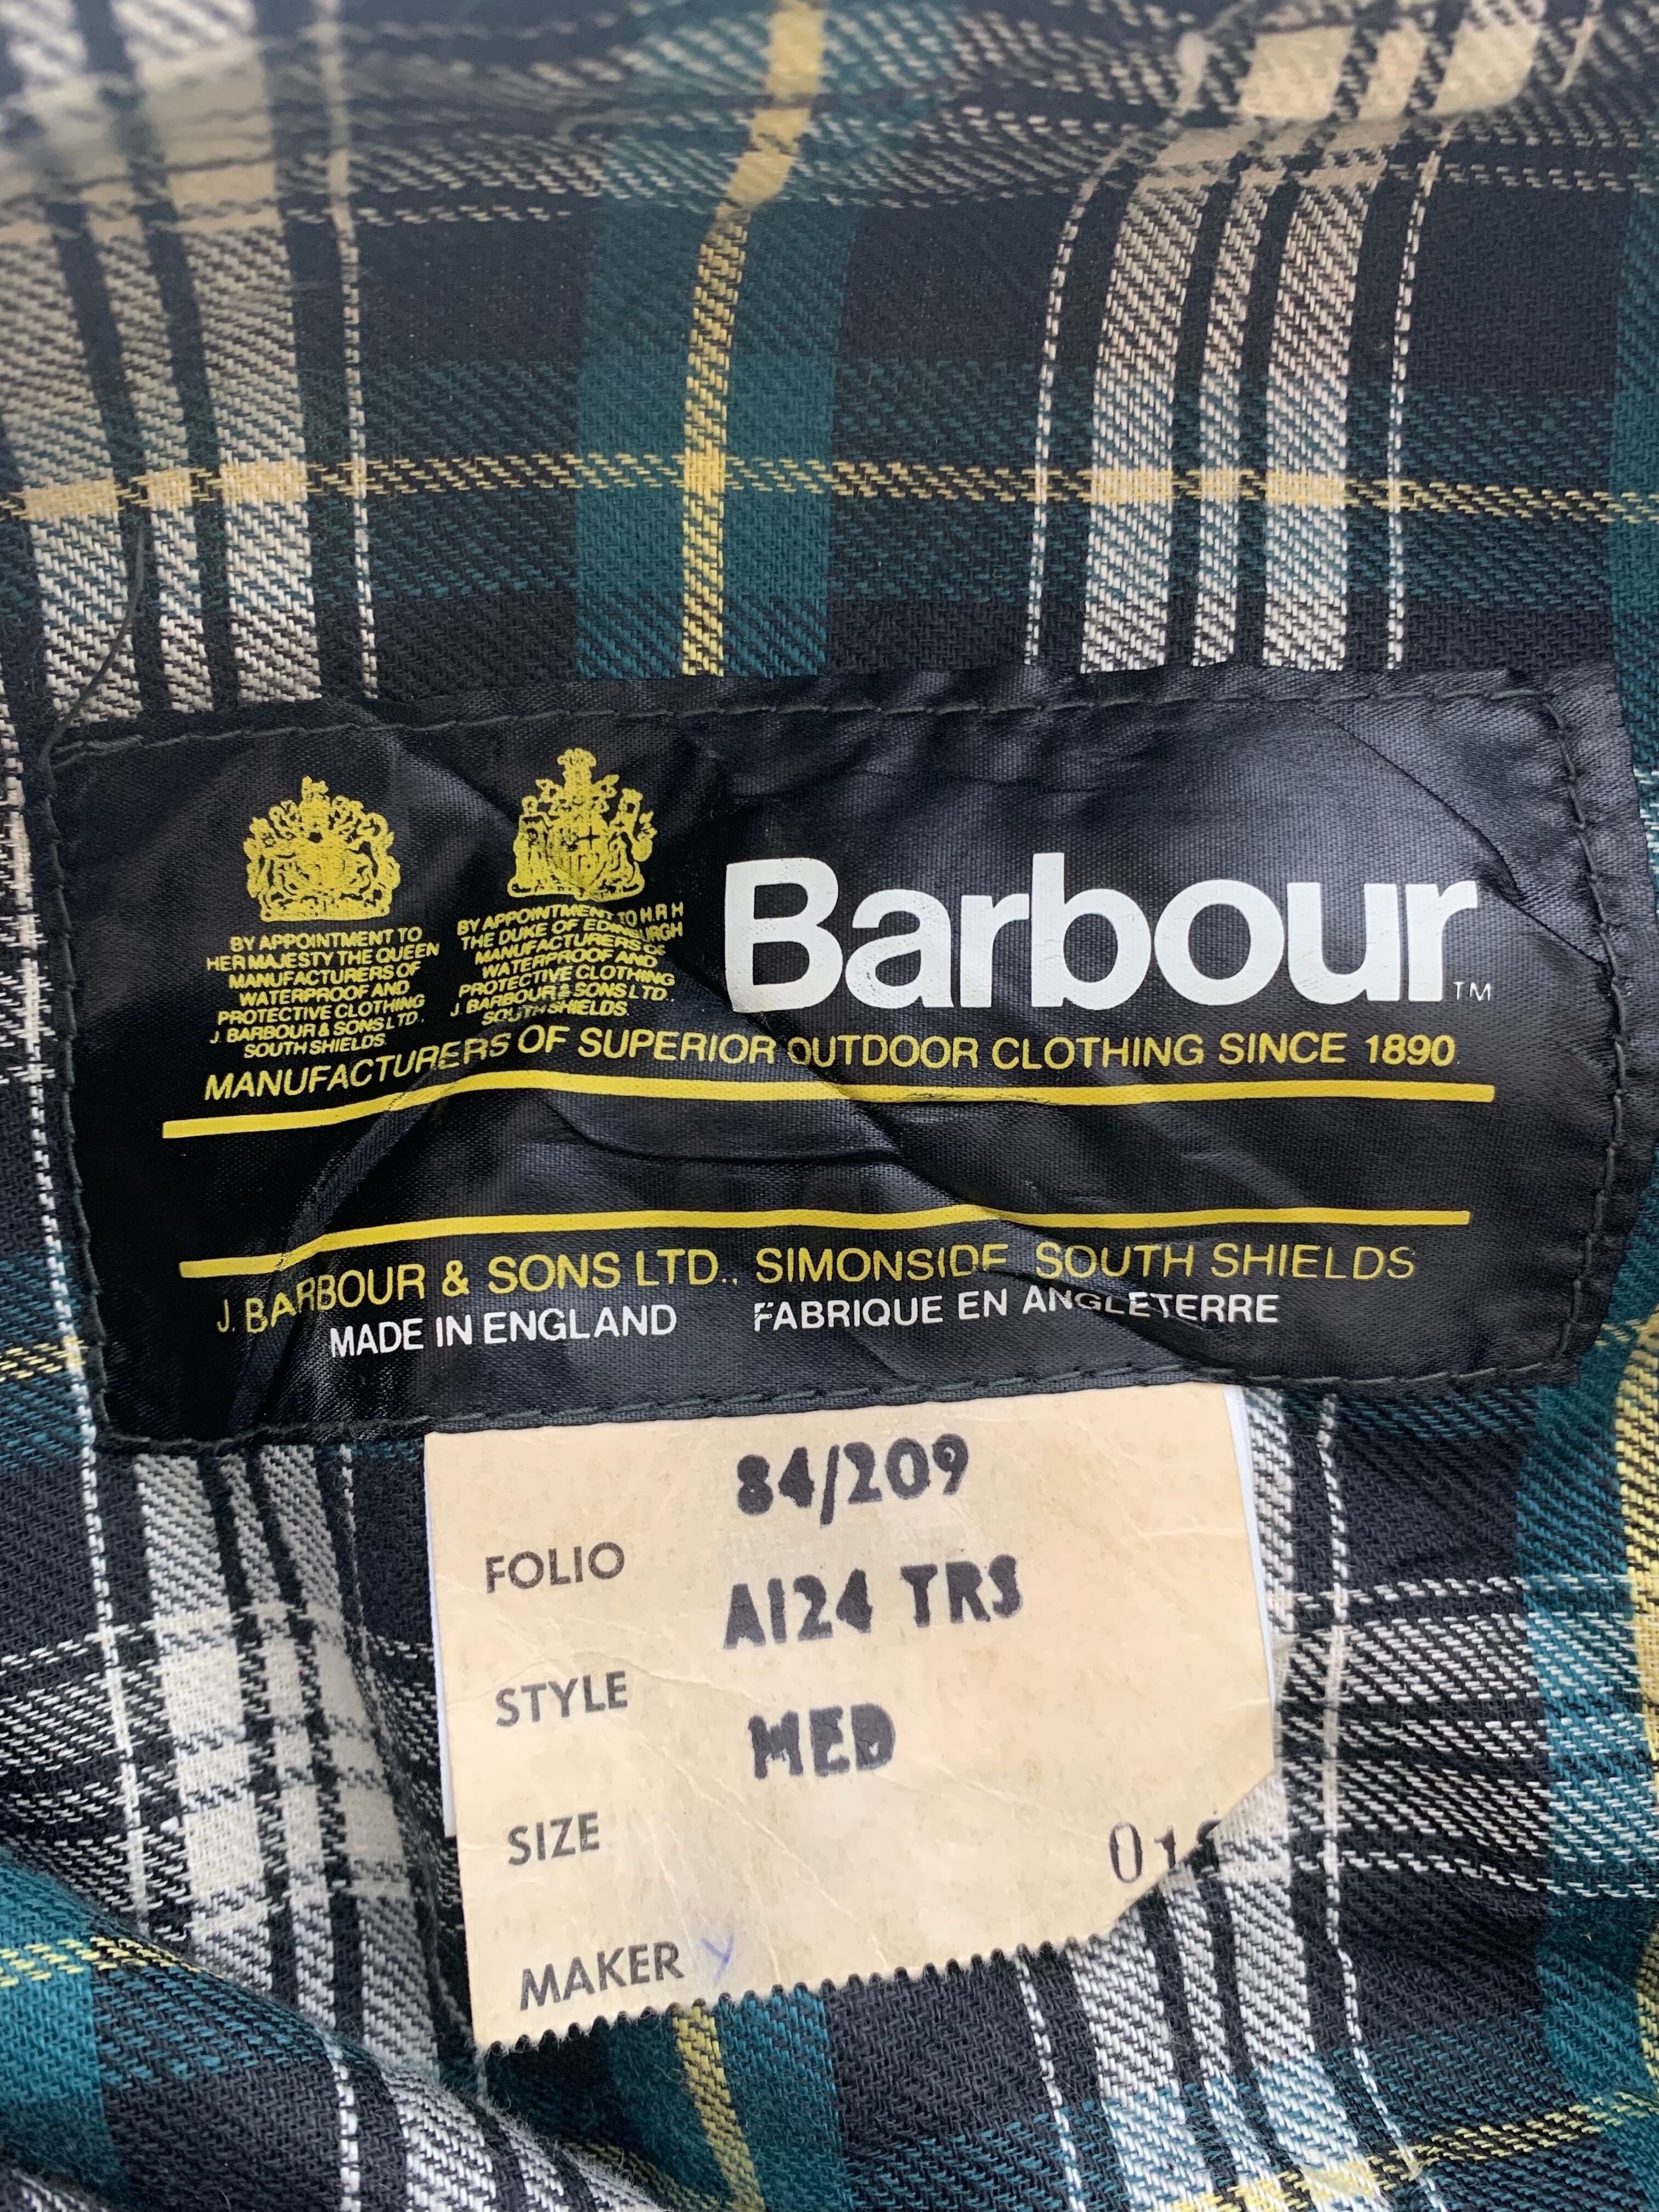 BY APPOINTMENT TO
HER MAJESTY THE QUEEN
MANUFACTURERS OF
WATERPROOF AND
PROTECTIVE CLOTHING
J. BARBOUR & SONS LTD.,
SOUTH SHIELDS.
BY APPOINTMENT TO H.R H
THE DUKE OF EDINBURGH
MANUFACTURERS OF
WATERPROOF AND
PROTECTIVE CLOTHING
J. BARBOUR & SONS LTD.,
SOUTH SHIELDS.
Barbour TM
MANUFACTURERS OF SUPERIOR OUTDOOR CLOTHING SINCE 1890.
J. BARBOUR & SONS LTD., SIMONSIDE, SOUTH SHIELDS
MADE IN ENGLAND FABRIQUE EN ANGLETERRE
84/209
FOLIO
A124 TRS
STYLE
MED
SIZE
MAKER